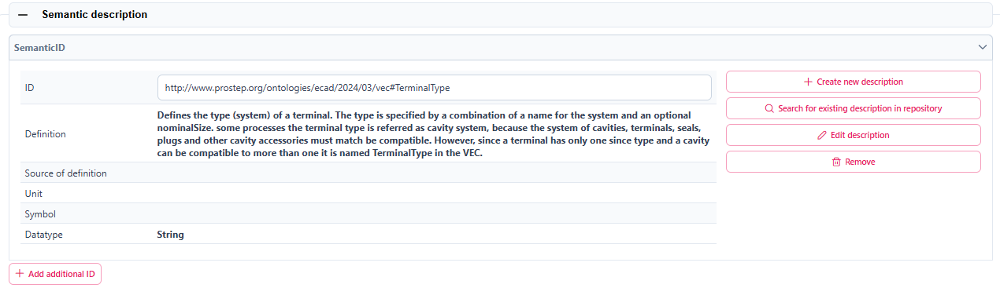 Semantic description
SemanticID
ID
http://www.prostep.org/ontologies/ecad/2024/03/vec#TerminalType
Definition
Defines the type (system) of a terminal. The type is specified by a combination of a name for the system and an optional
nominalSize. some processes the terminal type is referred as cavity system, because the system of cavities, terminals, seals,
plugs and other cavity accessories must match be compatible. However, since a terminal has only one since type and a cavity
can be compatible to more than one it is named TerminalType in the VEC.
Source of definition
Unit
Symbol
Datatype
String
Create new description
Search for existing description in repository
Edit description
Remove
Add additional ID